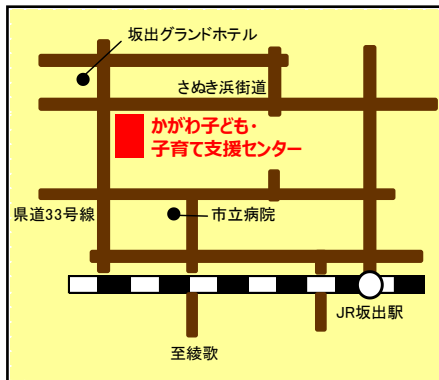 坂出グランドホテル
さぬき浜街道
かがわ子ども・
子育て支援センター
県道33号線
市立病院
JR坂出駅
至綾歌